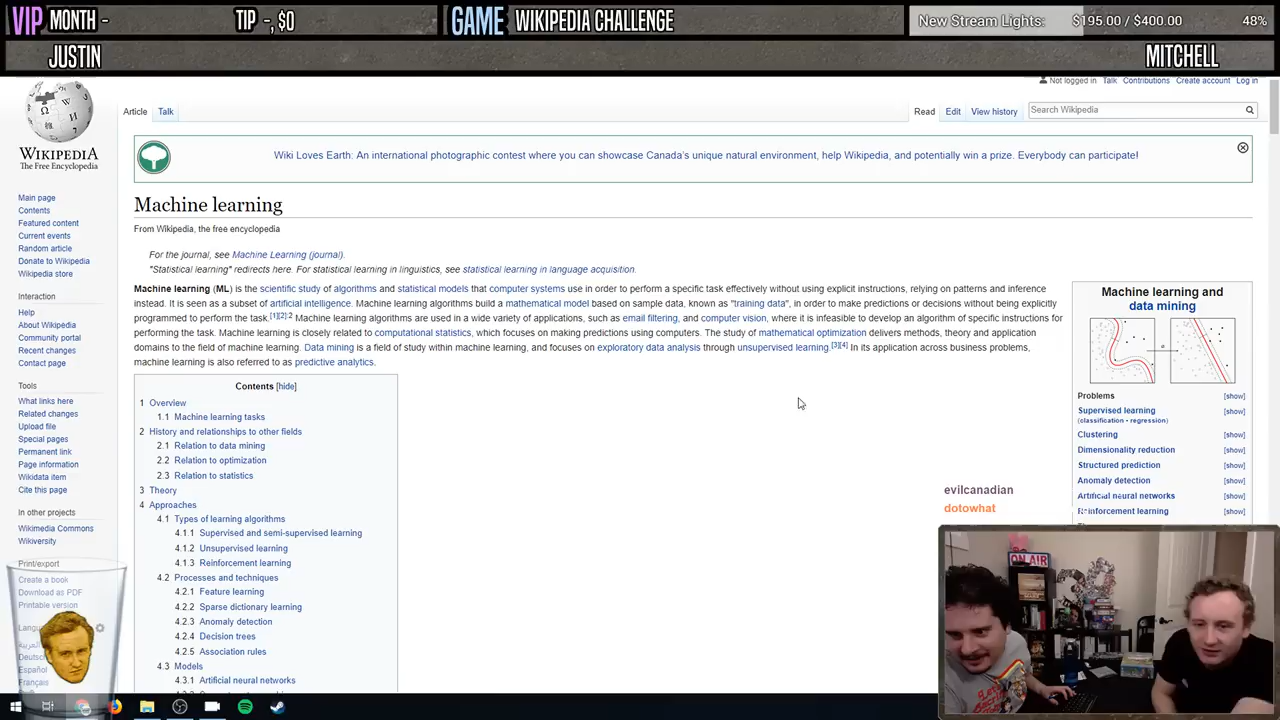 VIP MONTH -
TIP -, $0
GAME WIKIPEDIA CHALLENGE
New Stream Lights: $195.00 / $400.00 48%
JUSTIN
MITCHELL
Not logged in Talk Contributions Create account Log in
Article Talk
Read Edit View history
Search Wikipedia
WIKIPEDIA
The Free Encyclopedia
Wiki Loves Earth: An international photographic contest where you can showcase Canada's unique natural environment, help Wikipedia, and potentially win a prize. Everybody can participate!
Main page
Contents
Featured content
Current events
Random article
Donate to Wikipedia
Wikipedia store
Interaction
Help
About Wikipedia
Community portal
Recent changes
Contact page
Tools
What links here
Related changes
Upload file
Special pages
Permanent link
Page information
Wikidata item
Cite this page
In other projects
Wikimedia Commons
Wikiversity
Print/export
Create a book
Download as PDF
Printable version
العربية
Español
Français
Machine learning
From Wikipedia, the free encyclopedia
For the journal, see Machine Learning (journal).
"Statistical learning" redirects here. For statistical learning in linguistics, see statistical learning in language acquisition.
Machine learning (ML) is the scientific study of algorithms and statistical models that computer systems use in order to perform a specific task effectively without using explicit instructions, relying on patterns and inference
instead. It is seen as a subset of artificial intelligence. Machine learning algorithms build a mathematical model based on sample data, known as "training data", in order to make predictions or decisions without being explicitly
programmed to perform the task.[1][2]:2 Machine learning algorithms are used in a wide variety of applications, such as email filtering, and computer vision, where it is infeasible to develop an algorithm of specific instructions for
performing the task. Machine learning is closely related to computational statistics, which focuses on making predictions using computers. The study of mathematical optimization delivers methods, theory and application
domains to the field of machine learning. Data mining is a field of study within machine learning, and focuses on exploratory data analysis through unsupervised learning.[3][4] In its application across business problems,
machine learning is also referred to as predictive analytics.
Contents [hide]
1 Overview
1.1 Machine learning tasks
2 History and relationships to other fields
2.1 Relation to data mining
2.2 Relation to optimization
2.3 Relation to statistics
3 Theory
4 Approaches
4.1 Types of learning algorithms
4.1.1 Supervised and semi-supervised learning
4.1.2 Unsupervised learning
4.1.3 Reinforcement learning
4.2 Processes and techniques
4.2.1 Feature learning
4.2.2 Sparse dictionary learning
4.2.3 Anomaly detection
4.2.4 Decision trees
4.2.5 Association rules
4.3 Models
4.3.1 Artificial neural networks
Machine learning and
data mining
Problems [show]
Supervised learning [show]
(classification • regression)
Clustering [show]
Dimensionality reduction [show]
Structured prediction [show]
Anomaly detection [show]
Artificial neural networks [show]
Reinforcement learning [show]
evilcanadian
dotowhat
ON AIR